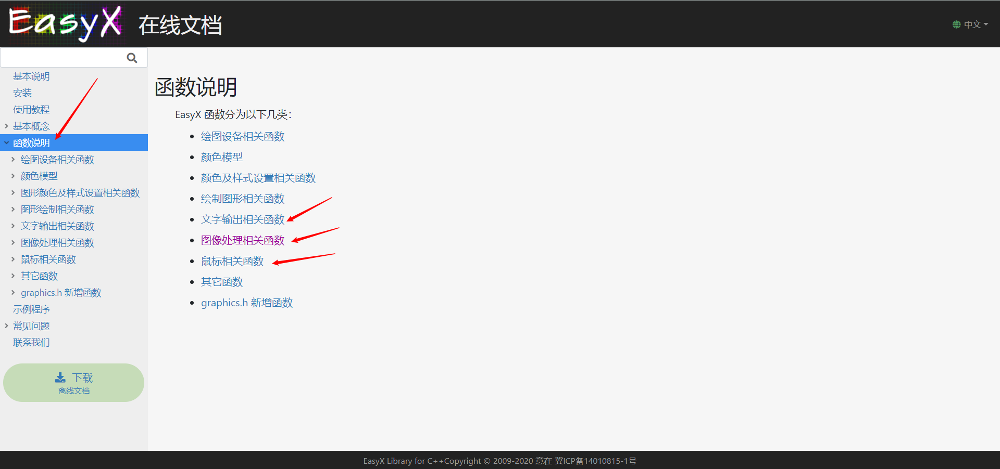 EasyX 在线文档
中文
基本说明
安装
使用教程
基本概念
函数说明
绘图设备相关函数
颜色模型
图形颜色及样式设置相关函数
图形绘制相关函数
文字输出相关函数
图像处理相关函数
鼠标相关函数
其它函数
graphics.h 新增函数
示例程序
常见问题
联系我们
下载
离线文档
函数说明
EasyX 函数分为以下几类：
绘图设备相关函数
颜色模型
颜色及样式设置相关函数
绘制图形相关函数
文字输出相关函数
图像处理相关函数
鼠标相关函数
其它函数
graphics.h 新增函数
EasyX Library for C++Copyright © 2009-2020 意在 冀ICP备14010815-1号